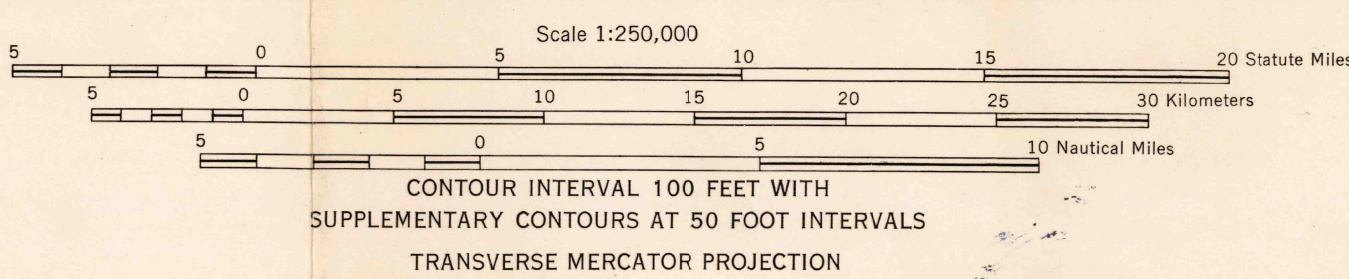 Scale 1:250,000
5 0 5 10 15 20 Statute Miles
5 0 5 10 15 20 25 30 Kilometers
5 0 5 10 Nautical Miles
CONTOUR INTERVAL 100 FEET WITH
SUPPLEMENTARY CONTOURS AT 50 FOOT INTERVALS
TRANSVERSE MERCATOR PROJECTION